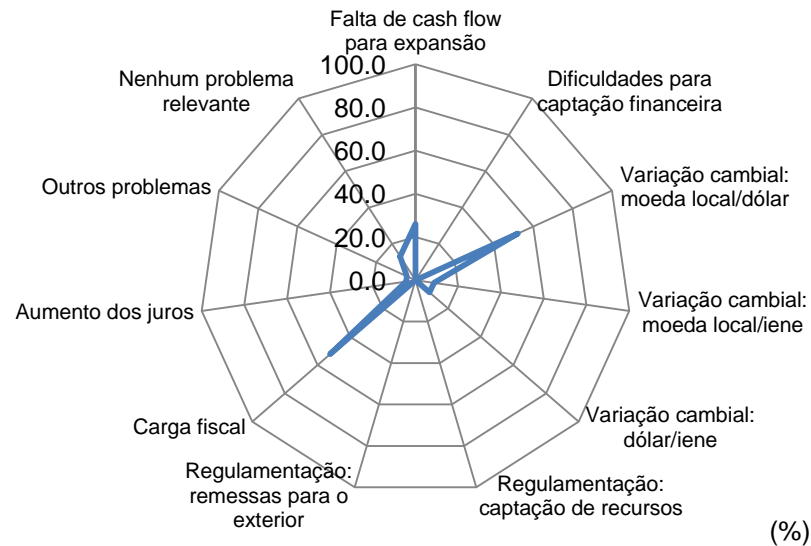 Falta de cash flow
para expansão
100.0
80.0
60.0
40.0
20.0
0.0
Dificuldades para
captação financeira
Variação cambial:
moeda local/dólar
Variação cambial:
moeda local/iene
Variação cambial:
dólar/iene
Regulamentação:
captação de recursos
Regulamentação:
remessas para o
exterior
Carga fiscal
Aumento dos juros
Outros problemas
Nenhum problema
relevante
(%)